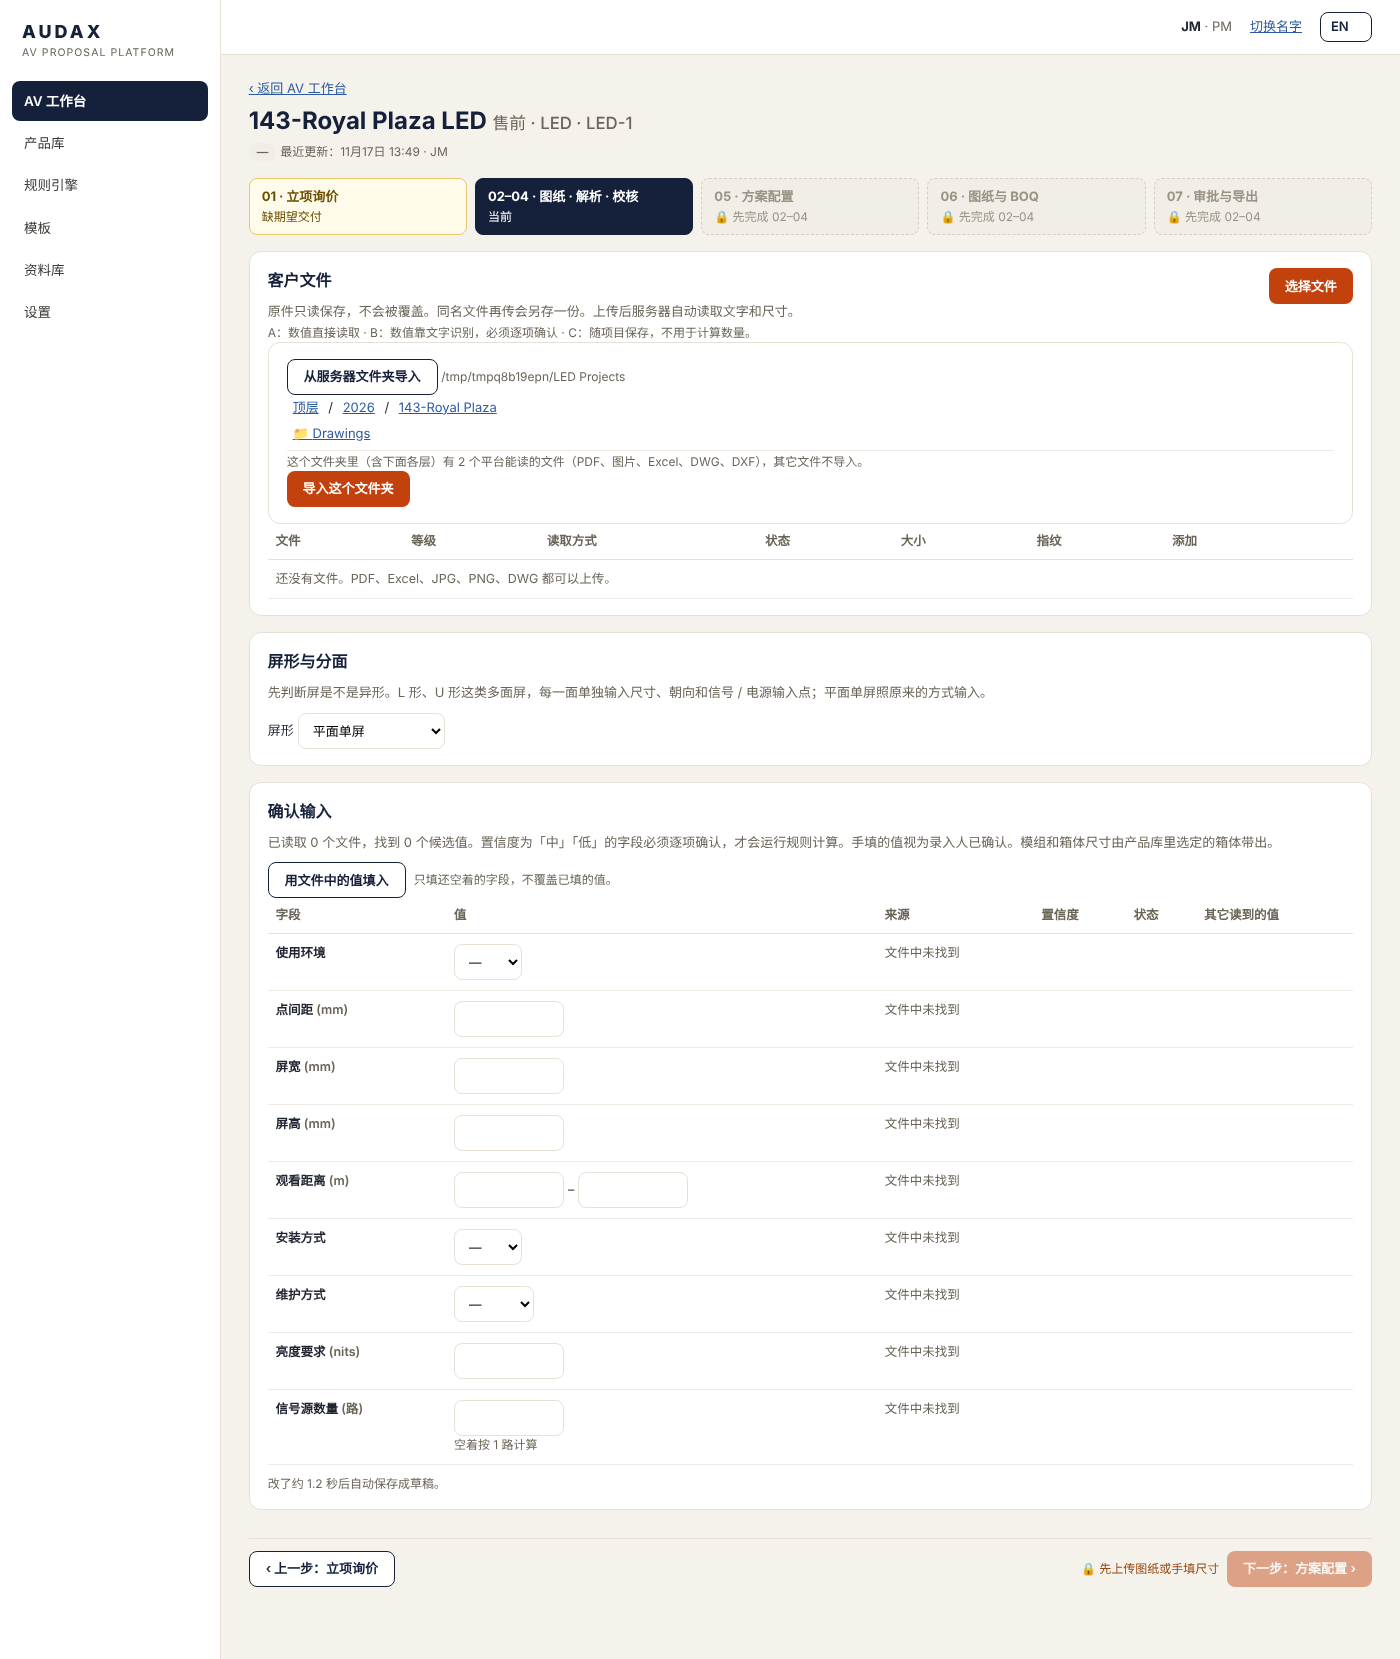 AUDAX
AV PROPOSAL PLATFORM
AV 工作台
产品库
规则引擎
模板
资料库
设置
JM · PM 切换名字 EN
‹ 返回 AV 工作台
143-Royal Plaza LED 售前 · LED · LED-1
— 最近更新：11月17日 13:49 · JM
01 · 立项询价
缺期望交付
02–04 · 图纸 · 解析 · 校核
当前
05 · 方案配置
🔒 先完成 02–04
06 · 图纸与 BOQ
🔒 先完成 02–04
07 · 审批与导出
🔒 先完成 02–04
客户文件
选择文件
原件只读保存，不会被覆盖。同名文件再传会另存一份。上传后服务器自动读取文字和尺寸。
A：数值直接读取 · B：数值靠文字识别，必须逐项确认 · C：随项目保存，不用于计算数量。
从服务器文件夹导入 /tmp/tmpq8b19epn/LED Projects
顶层 / 2026 / 143-Royal Plaza
📁 Drawings
这个文件夹里（含下面各层）有 2 个平台能读的文件（PDF、图片、Excel、DWG、DXF），其它文件不导入。
导入这个文件夹
文件 等级 读取方式 状态 大小 指纹 添加
还没有文件。PDF、Excel、JPG、PNG、DWG 都可以上传。
屏形与分面
先判断屏是不是异形。L 形、U 形这类多面屏，每一面单独输入尺寸、朝向和信号 / 电源输入点；平面单屏照原来的方式输入。
屏形 平面单屏
确认输入
已读取 0 个文件，找到 0 个候选值。置信度为「中」「低」的字段必须逐项确认，才会运行规则计算。手填的值视为录入人已确认。模组和箱体尺寸由产品库里选定的箱体带出。
用文件中的值填入 只填还空着的字段，不覆盖已填的值。
字段 值 来源 置信度 状态 其它读到的值
使用环境 — 文件中未找到
点间距 (mm) 文件中未找到
屏宽 (mm) 文件中未找到
屏高 (mm) 文件中未找到
观看距离 (m) – 文件中未找到
安装方式 — 文件中未找到
维护方式 — 文件中未找到
亮度要求 (nits) 文件中未找到
信号源数量 (路) 文件中未找到
空着按 1 路计算
改了约 1.2 秒后自动保存成草稿。
‹ 上一步：立项询价 🔒 先上传图纸或手填尺寸 下一步：方案配置 ›